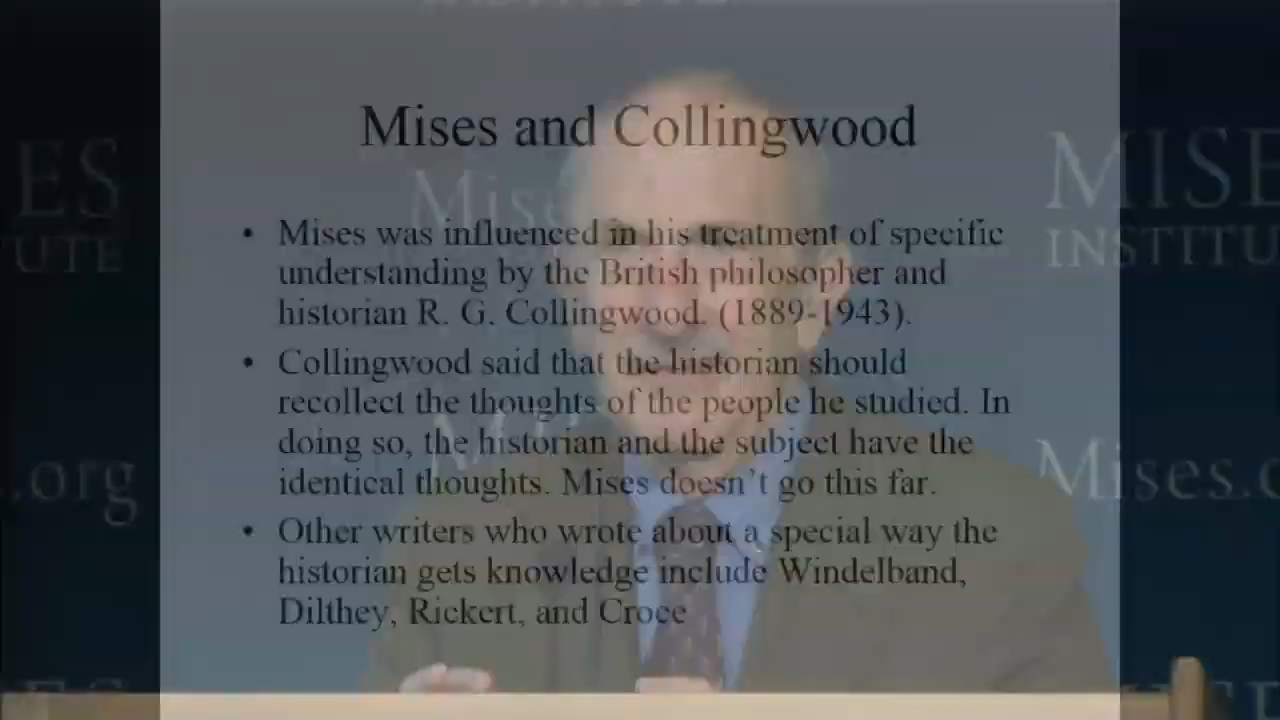 Mises and Collingwood
• Mises was influenced in his treatment of specific
understanding by the British philosopher and
historian R. G. Collingwood. (1889-1943).
• Collingwood said that the historian should
recollect the thoughts of the people he studied. In
doing so, the historian and the subject have the
identical thoughts. Mises doesn't go this far.
• Other writers who wrote about a special way the
historian gets knowledge include Windelband,
Dilthey, Rickert, and Croce
ES
UTE
Mises
MISE
INSTITU
s.org
Mises.o